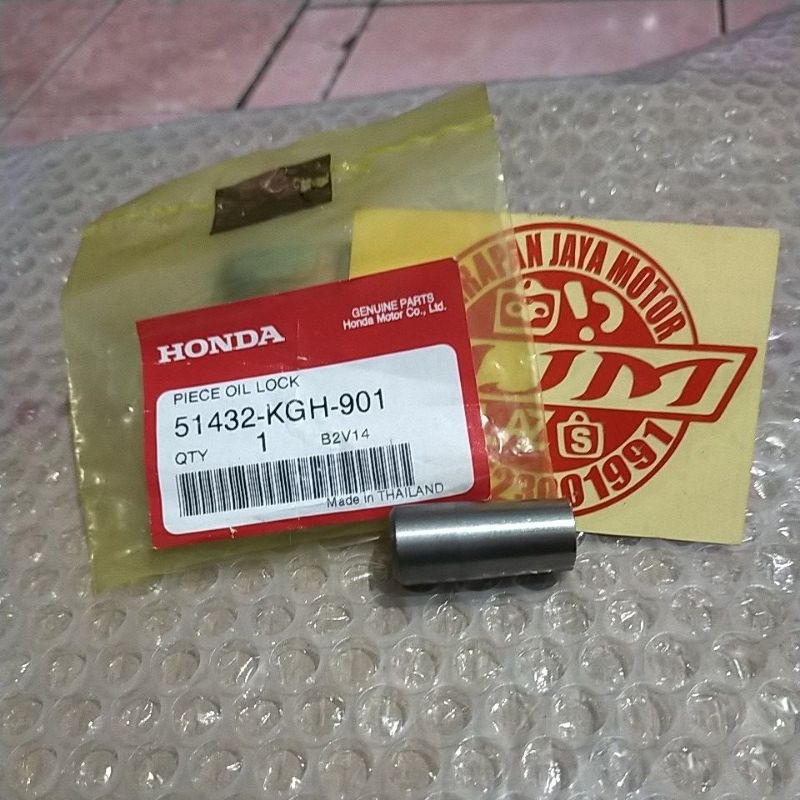 HONDA
GENUINE PARTS
Honda Motor Co., Ltd.
PIECE OIL LOCK
51432-KGH-901
QTY 1 B2V14
Made in THAILAND
RAPAN JAYA MOTOR
JM
S